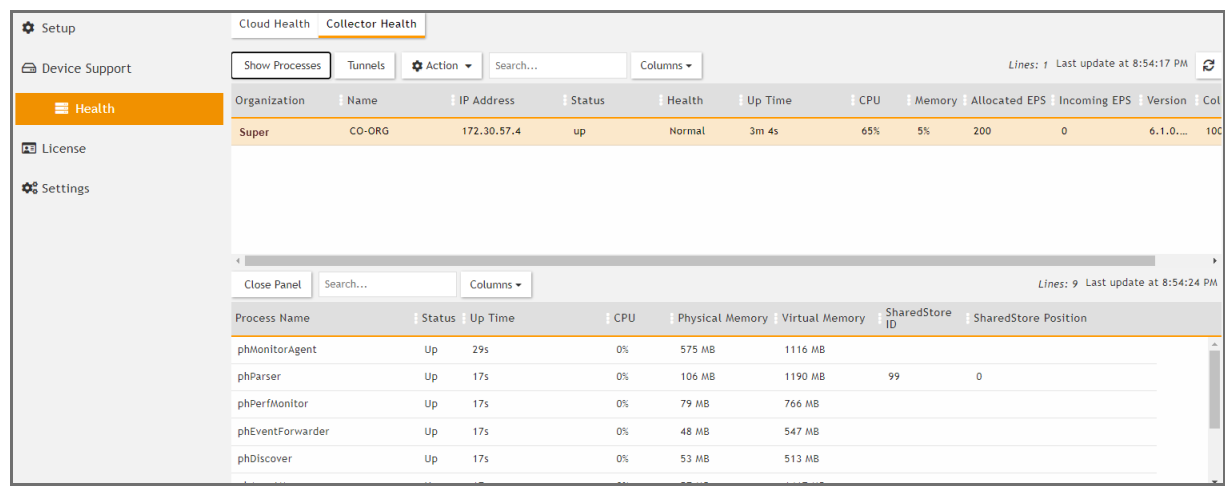 Setup
Device Support
Health
License
Settings
Cloud Health Collector Health
Show Processes Tunnels Action Search... Columns Lines: 1 Last update at 8:54:17 PM
Organization Name IP Address Status Health Up Time CPU Memory Allocated EPS Incoming EPS Version Col
Super CO-ORG 172.30.57.4 up Normal 3m 4s 65% 5% 200 0 6.1.0.... 100
Close Panel Search... Columns Lines: 9 Last update at 8:54:24 PM
Process Name Status Up Time CPU Physical Memory Virtual Memory SharedStore ID SharedStore Position
phMonitorAgent Up 29s 0% 575 MB 1116 MB
phParser Up 17s 0% 106 MB 1190 MB 99 0
phPerfMonitor Up 17s 0% 79 MB 766 MB
phEventForwarder Up 17s 0% 48 MB 547 MB
phDiscover Up 17s 0% 53 MB 513 MB